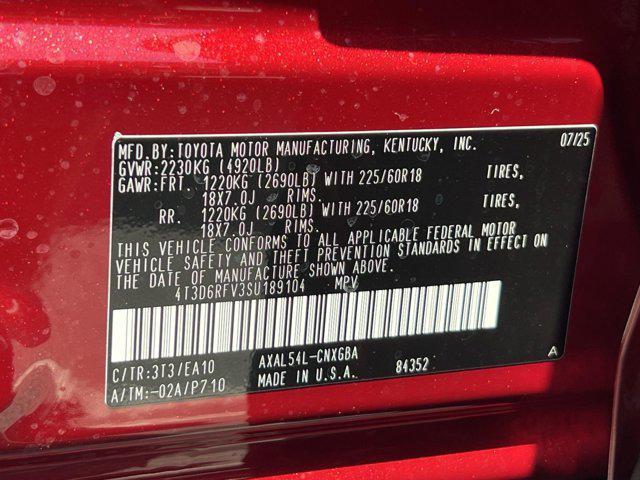 MFD.BY:TOYOTA MOTOR MANUFACTURING, KENTUCKY, INC. 07/25
GVWR:2230KG (4920LB)
GAWR:FRT. 1220KG (2690LB) WITH 225/60R18 TIRES,
18X7.0J RIMS.
RR. 1220KG (2690LB) WITH 225/60R18 TIRES,
18X7.0J RIMS.
THIS VEHICLE CONFORMS TO ALL APPLICABLE FEDERAL MOTOR
VEHICLE SAFETY AND THEFT PREVENTION STANDARDS IN EFFECT ON
THE DATE OF MANUFACTURE SHOWN ABOVE.
4T3D6RFV3SU189104 MPV
C/TR:3T3/EA10 AXAL54L-CNXGBA A
A/TM:-02A/P710 MADE IN U.S.A. 84352